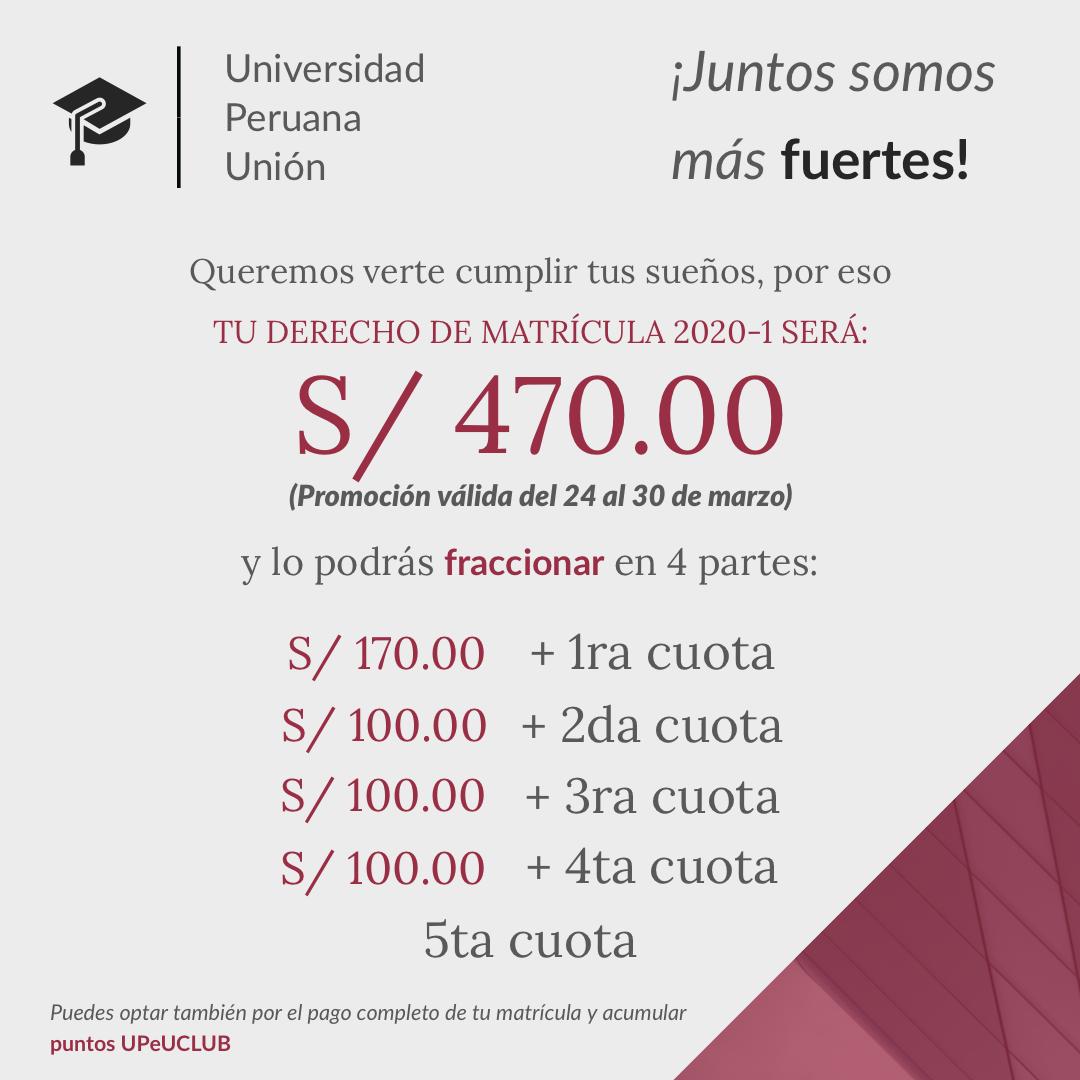 Universidad
Peruana
Unión
¡Juntos somos
más fuertes!
Queremos verte cumplir tus sueños, por eso
TU DERECHO DE MATRÍCULA 2020-1 SERÁ:
S/ 470.00
(Promoción válida del 24 al 30 de marzo)
y lo podrás fraccionar en 4 partes:
S/ 170.00 + 1ra cuota
S/ 100.00 + 2da cuota
S/ 100.00 + 3ra cuota
S/ 100.00 + 4ta cuota
5ta cuota
Puedes optar también por el pago completo de tu matrícula y acumular
puntos UPeUCLUB